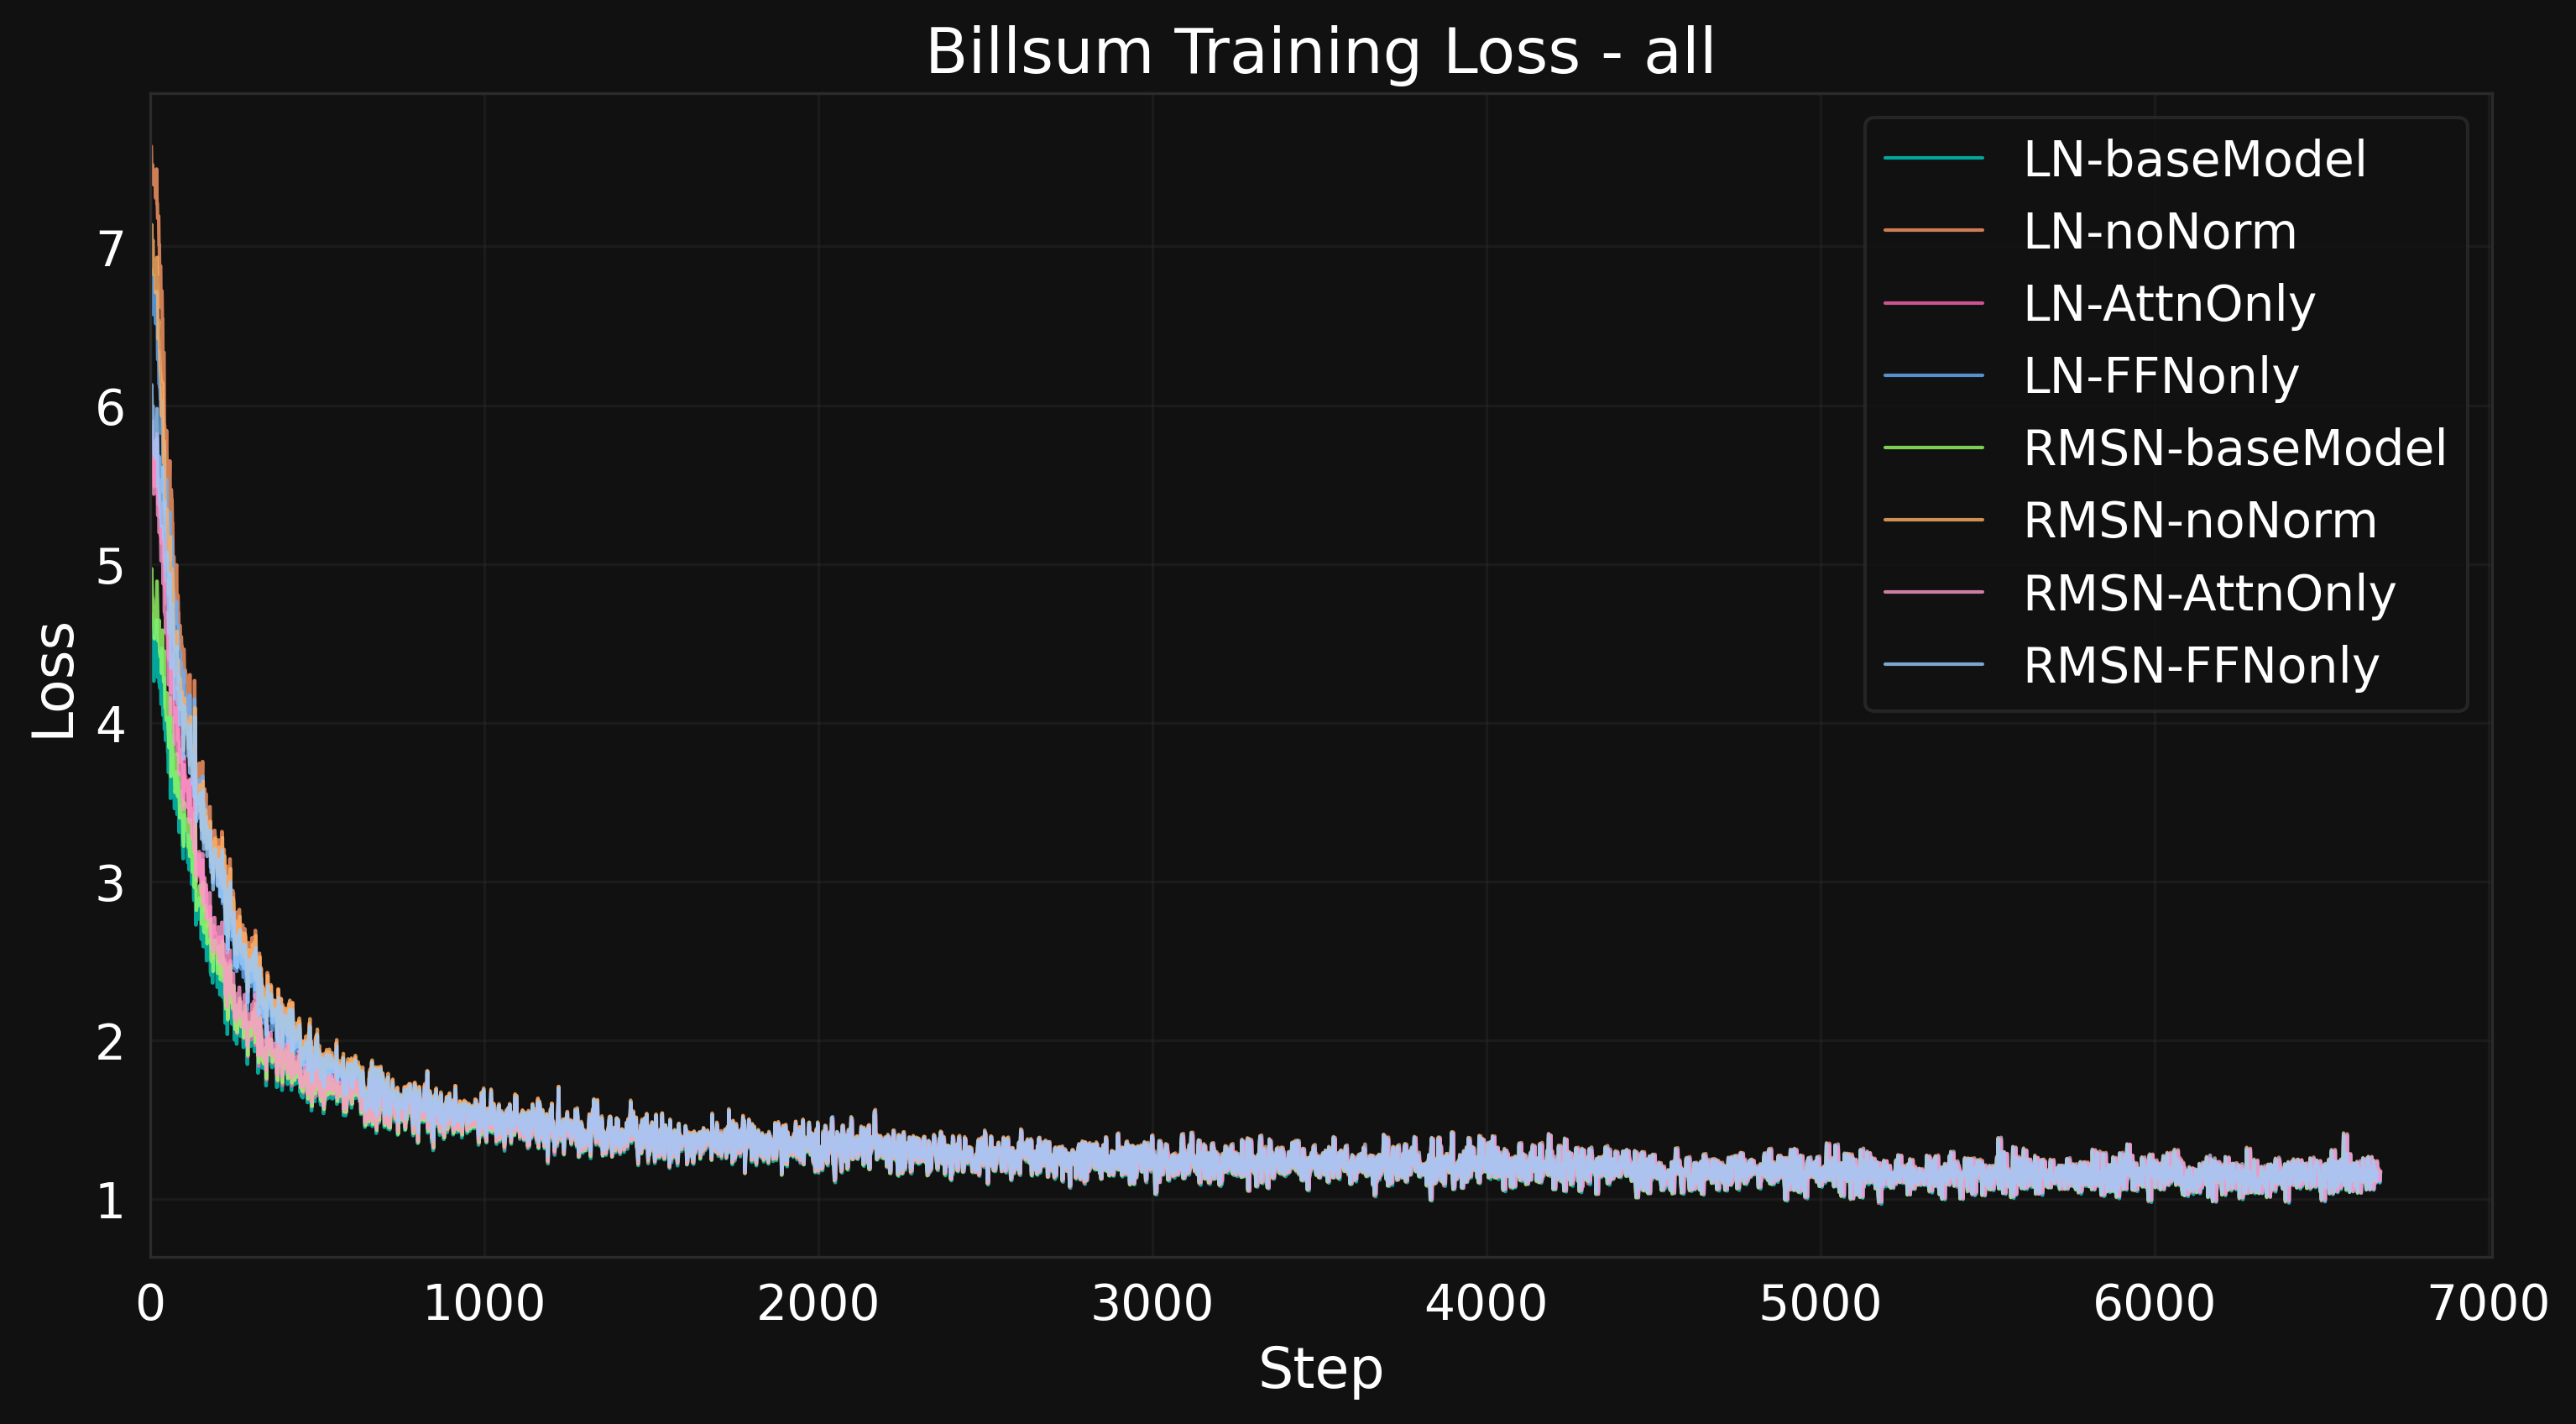 Billsum Training Loss - all
LN-baseModel
LN-noNorm
LN-AttnOnly
LN-FFNonly
RMSN-baseModel
RMSN-noNorm
RMSN-AttnOnly
RMSN-FFNonly
Loss
7
6
5
4
3
2
1
0 1000 2000 3000 4000 5000 6000 7000
Step